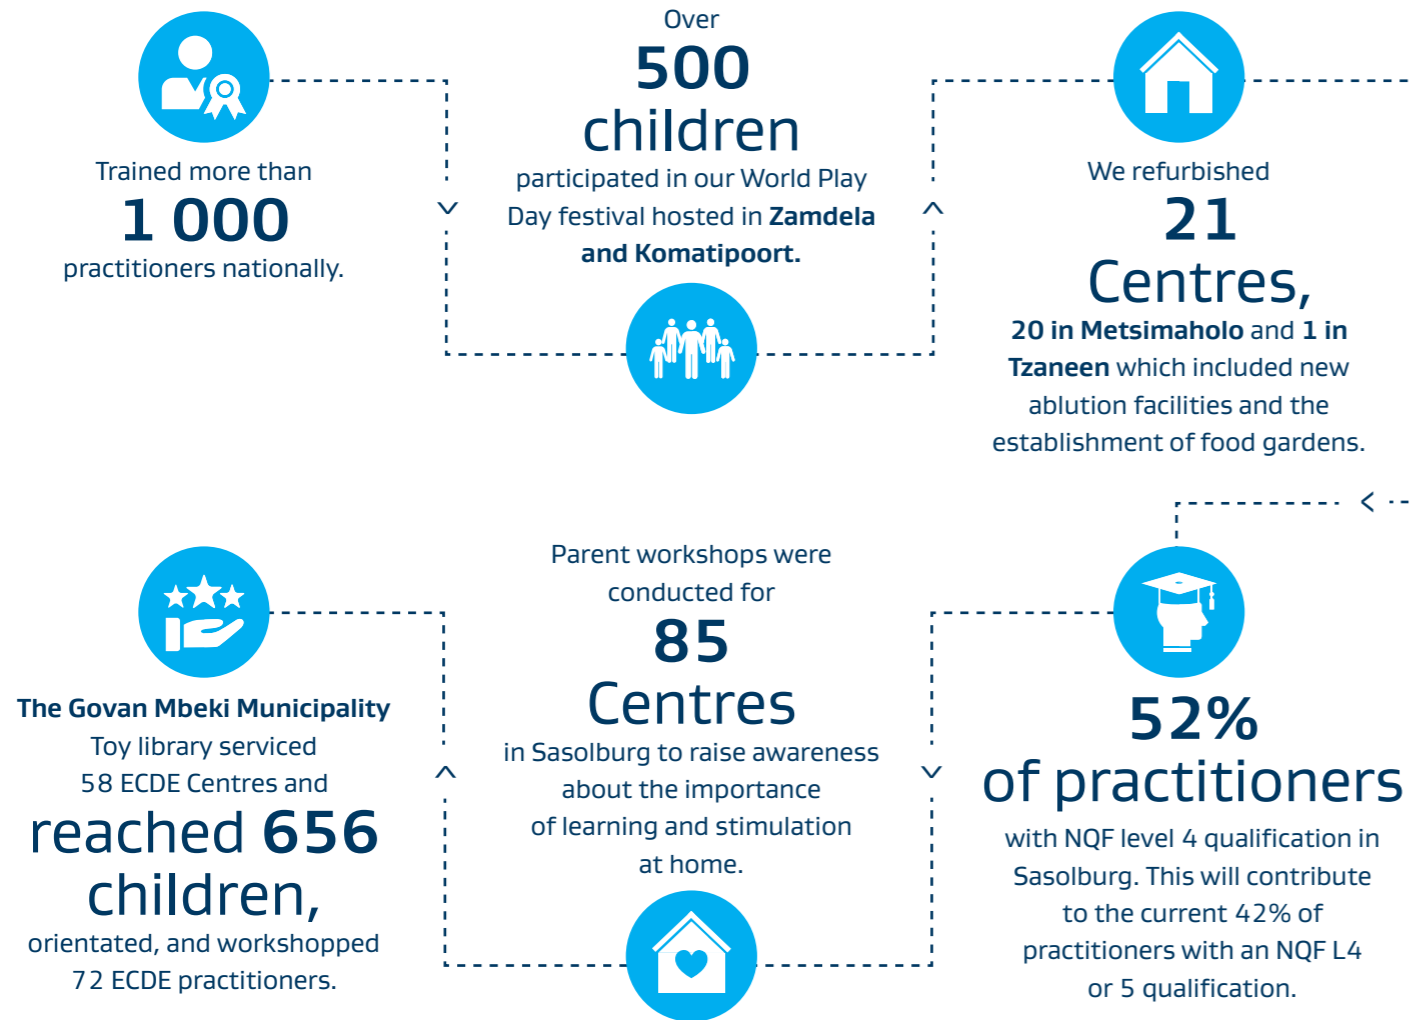 Trained more than
1 000
practitioners nationally.
Over
500
children
participated in our World Play
Day festival hosted in Zamdela
and Komatipoort.
We refurbished
21
Centres,
20 in Metsimaholo and 1 in
Tzaneen which included new
ablution facilities and the
establishment of food gardens.
52%
of practitioners
with NQF level 4 qualification in
Sasolburg. This will contribute
to the current 42% of
practitioners with an NQF L4
or 5 qualification.
Parent workshops were
conducted for
85
Centres
in Sasolburg to raise awareness
about the importance
of learning and stimulation
at home.
The Govan Mbeki Municipality
Toy library serviced
58 ECDE Centres and
reached 656
children,
orientated, and workshopped
72 ECDE practitioners.